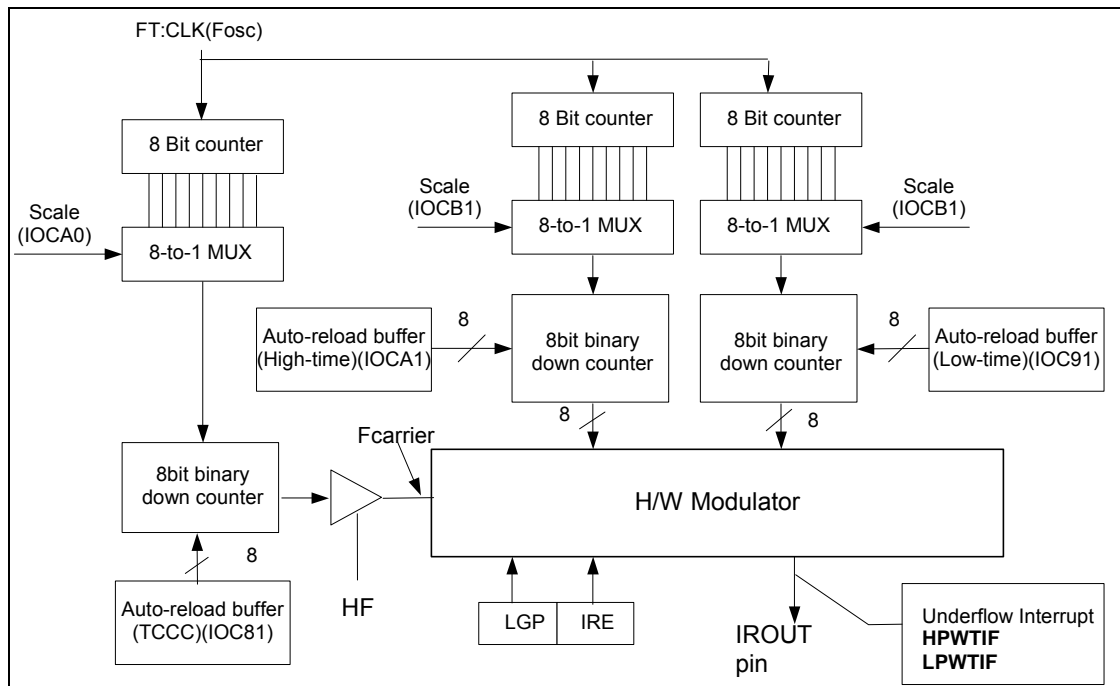 FT:CLK(Fosc)
8 Bit counter
8 Bit counter
8 Bit counter
Scale
(IOCA0)
8-to-1 MUX
Scale
(IOCB1)
8-to-1 MUX
8-to-1 MUX
Scale
(IOCB1)
Auto-reload buffer
(High-time)(IOCA1)
8
8bit binary
down counter
8bit binary
down counter
8
Auto-reload buffer
(Low-time)(IOC91)
8
8
Fcarrier
8bit binary
down counter
H/W Modulator
8
Auto-reload buffer
(TCCC)(IOC81)
HF
LGP
IRE
IROUT
pin
Underflow Interrupt
HPWTIF
LPWTIF